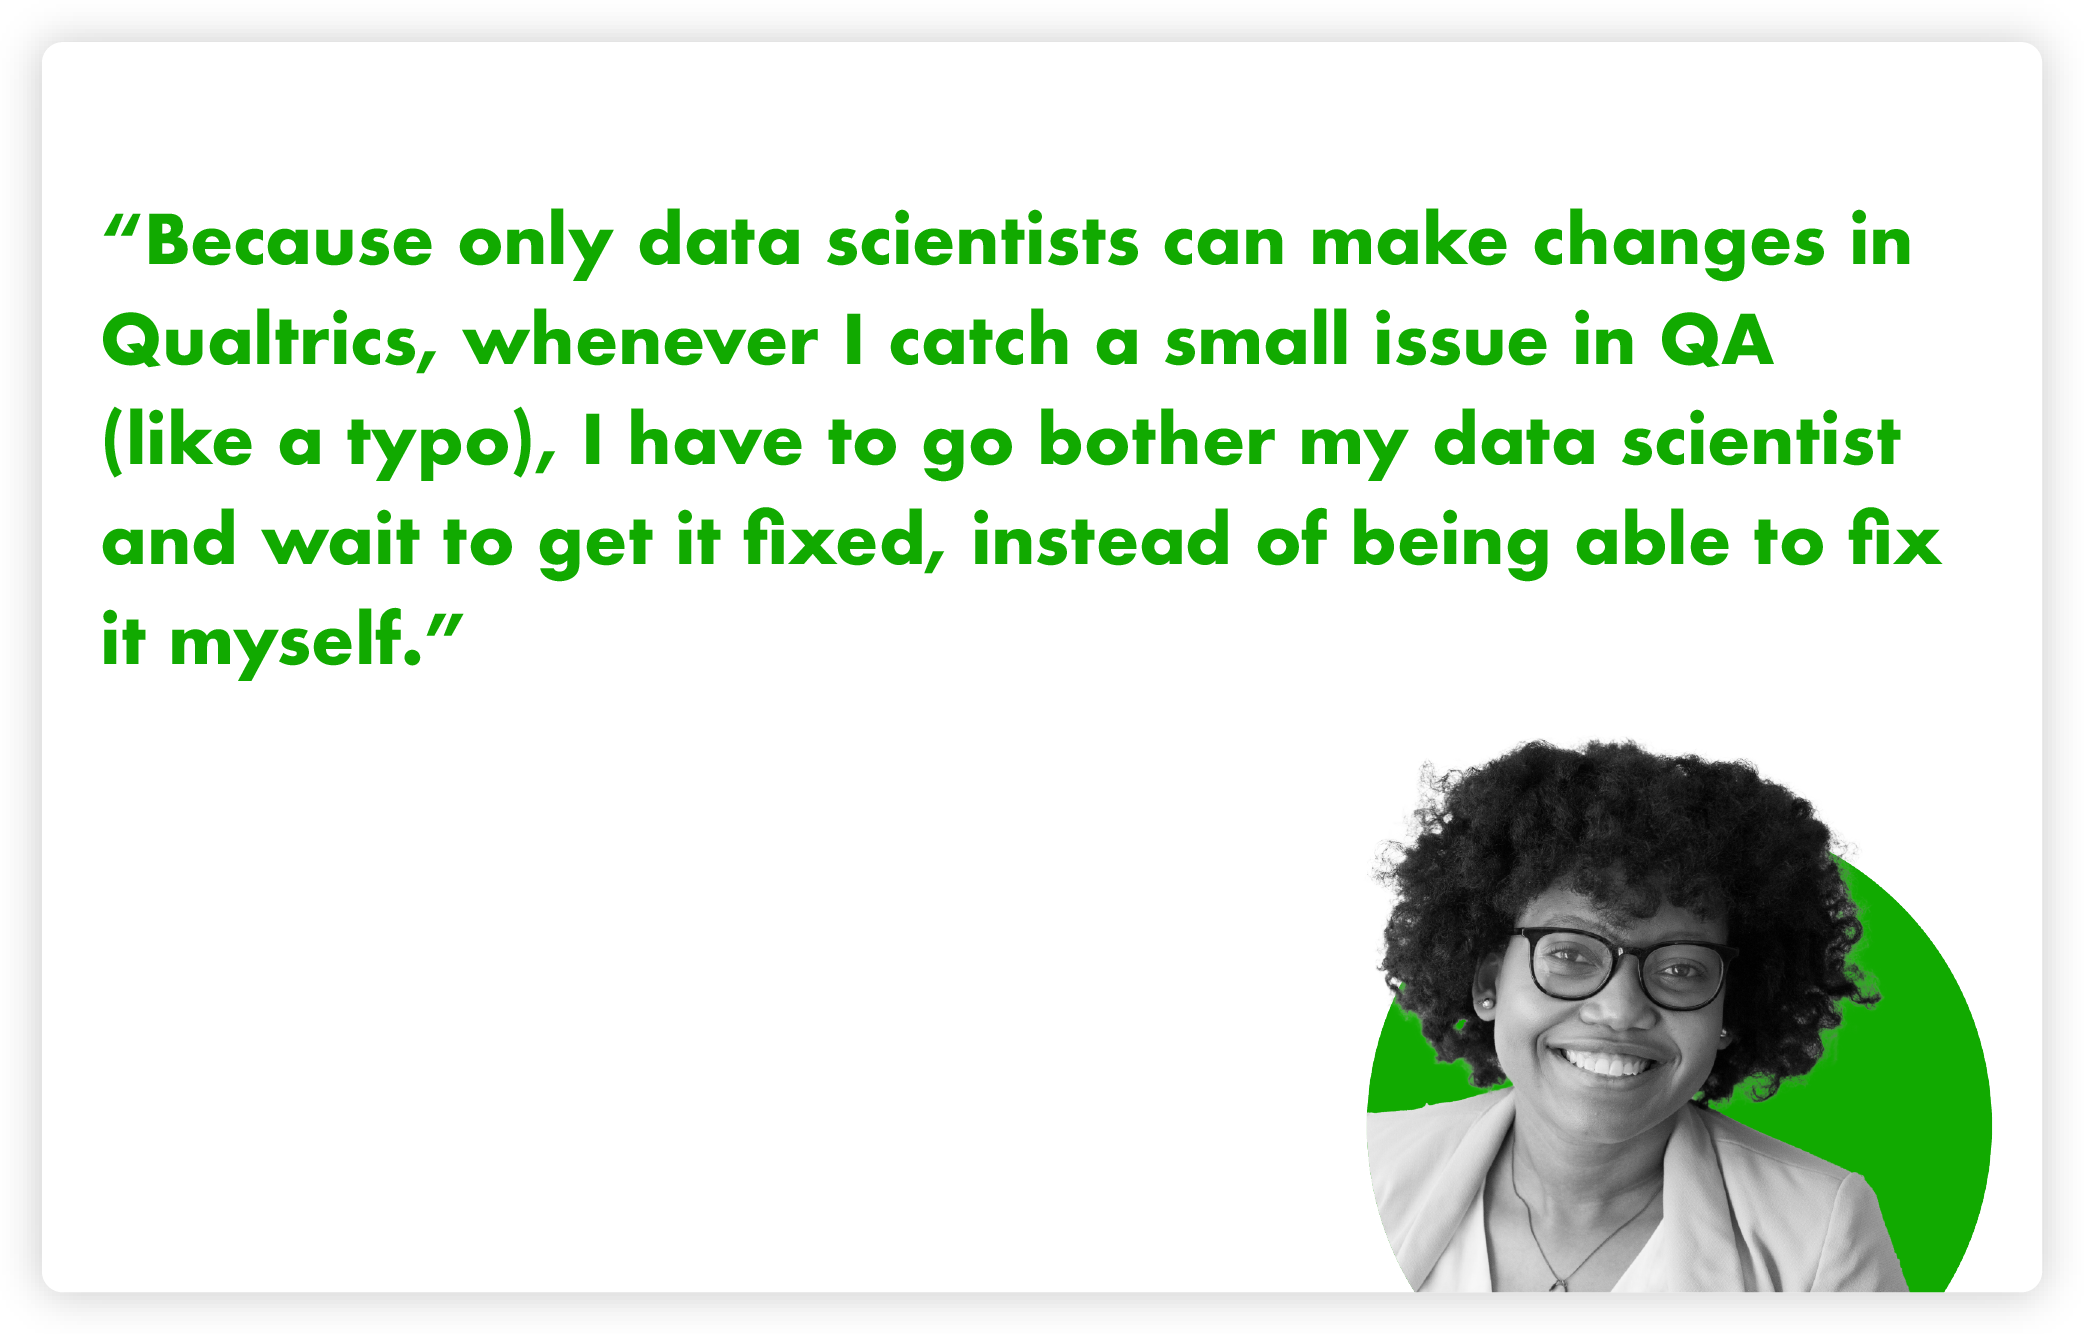 “Because only data scientists can make changes in
Qualtrics, whenever I catch a small issue in QA
(like a typo), I have to go bother my data scientist
and wait to get it fixed, instead of being able to fix
it myself.”